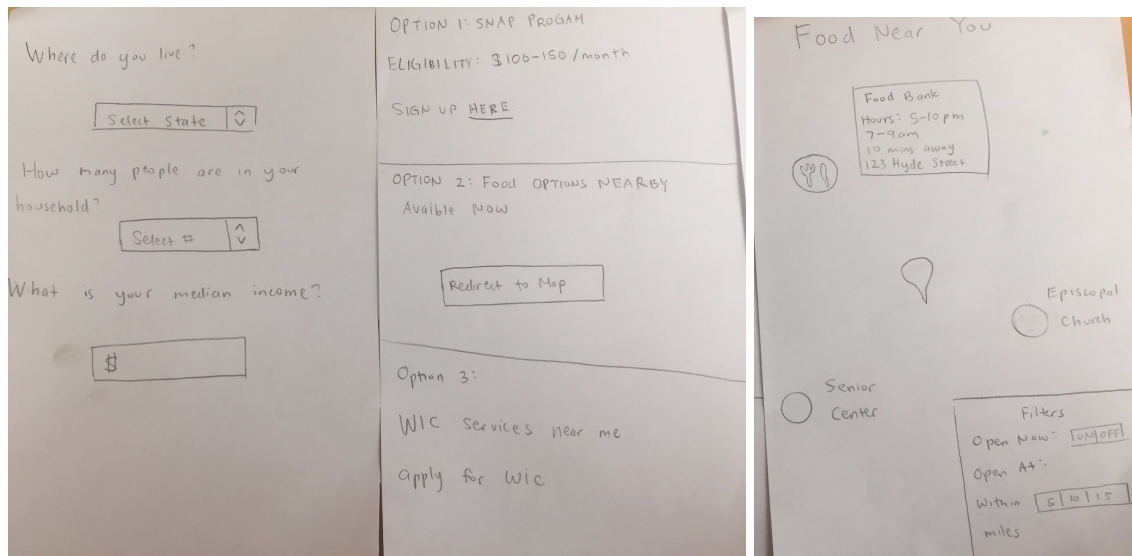 Where do you live?
Select State
How many people are in your
household?
Select #
What is your median income?
$
OPTION 1: SNAP PROGAM
ELIGIBILITY: $100-150/month
SIGN UP HERE
OPTION 2: Food OPTIONS NEARBY
Avaible Now
Redirect to Map
Option 3:
WIC services near me
apply for WIC
Food Near You
Food Bank
Hours: 5-10pm
7-9am
10 mins away
123 Hyde Street
Episcopal
Church
Senior
Center
Filters
Open Now: ON|OFF
Open At:
Within 5|10|15
miles